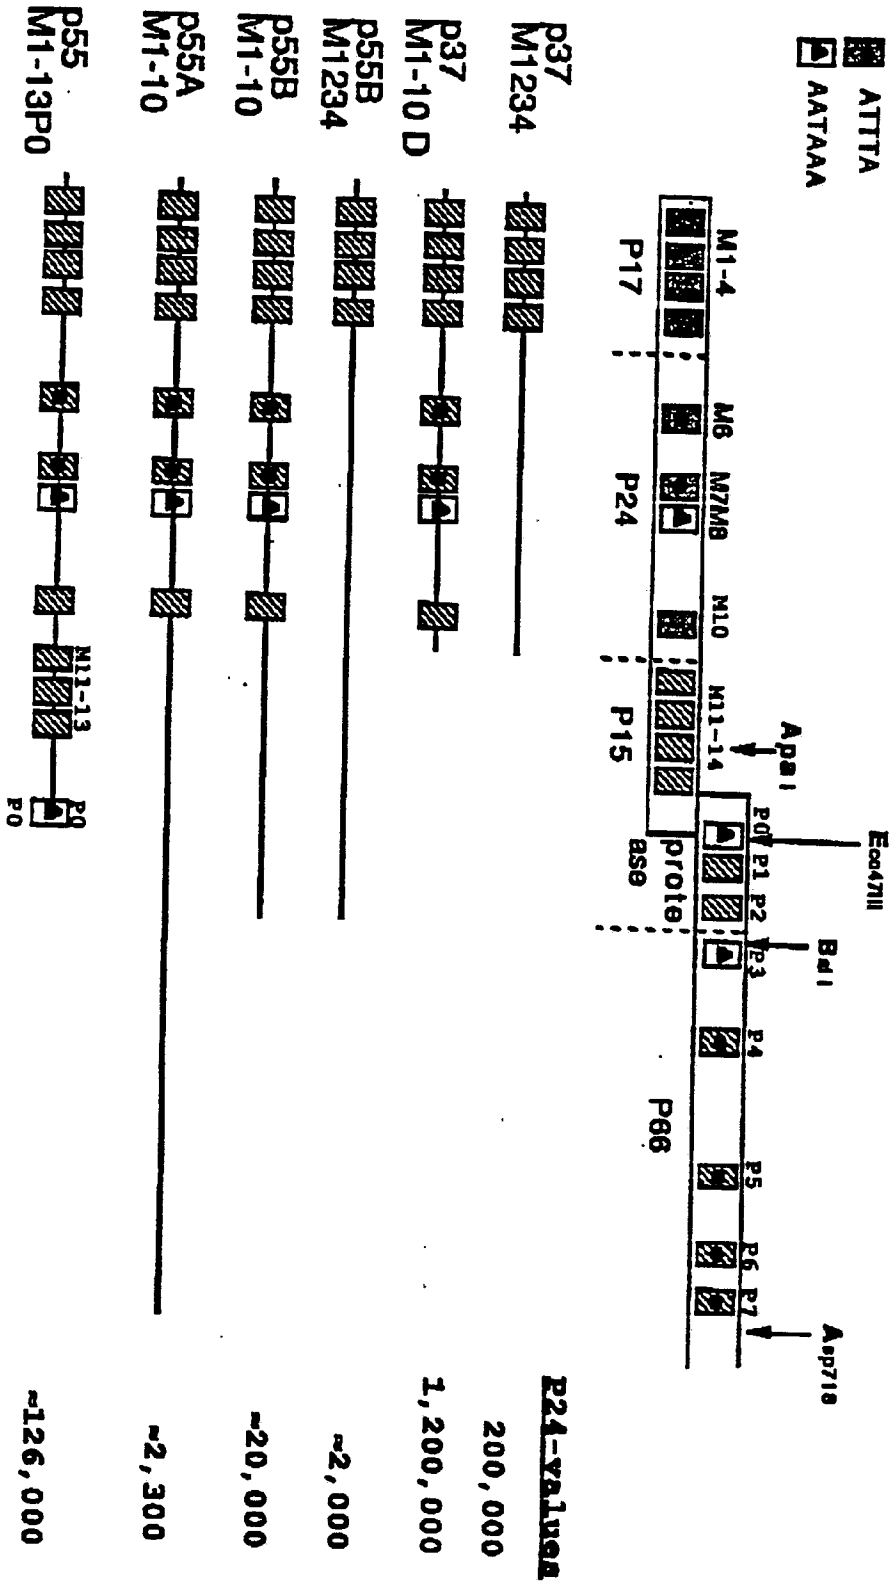 ATTTA
AATAAA
Eco47III
ApaI
BclI
Asp718
M1-4
M6
M7M8
M10
M11-14
P0
P1
P2
P3
P4
P5
P6
P7
P17
P24
P15
prote
ase
P66
P24-values
p37
M1234
200,000
p37
M1-10 D
1,200,000
p55B
M1234
≈2,000
p55B
M1-10
≈20,000
p55A
M1-10
≈2,300
p55
M1-13P0
M11-13
P0
P0
≈126,000